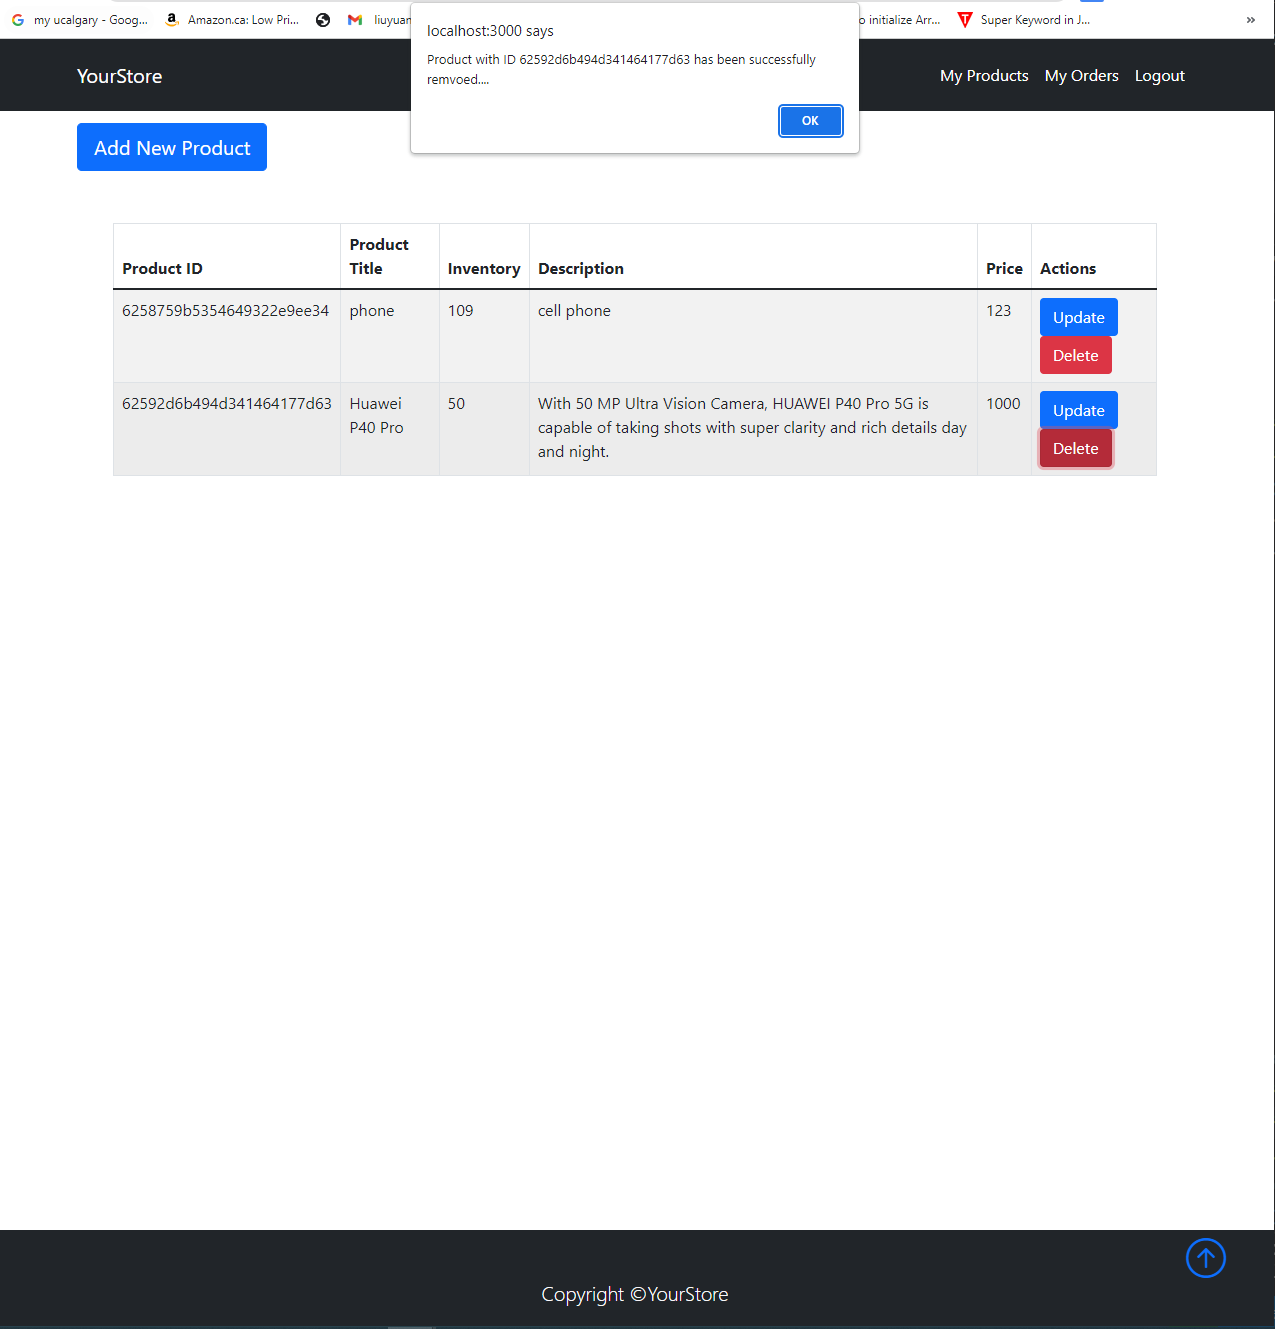 my ucalgary - Goog...
Amazon.ca: Low Pri...
liuyuan
o initialize Arr...
Super Keyword in J...
»
localhost:3000 says
Product with ID 62592d6b494d341464177d63 has been successfully
remvoed....
OK
YourStore
My Products
My Orders
Logout
Add New Product
Product ID
Product
Title
Inventory
Description
Price
Actions
6258759b5354649322e9ee34
phone
109
cell phone
123
Update
Delete
62592d6b494d341464177d63
Huawei
P40 Pro
50
With 50 MP Ultra Vision Camera, HUAWEI P40 Pro 5G is
capable of taking shots with super clarity and rich details day
and night.
1000
Update
Delete
Copyright ©YourStore